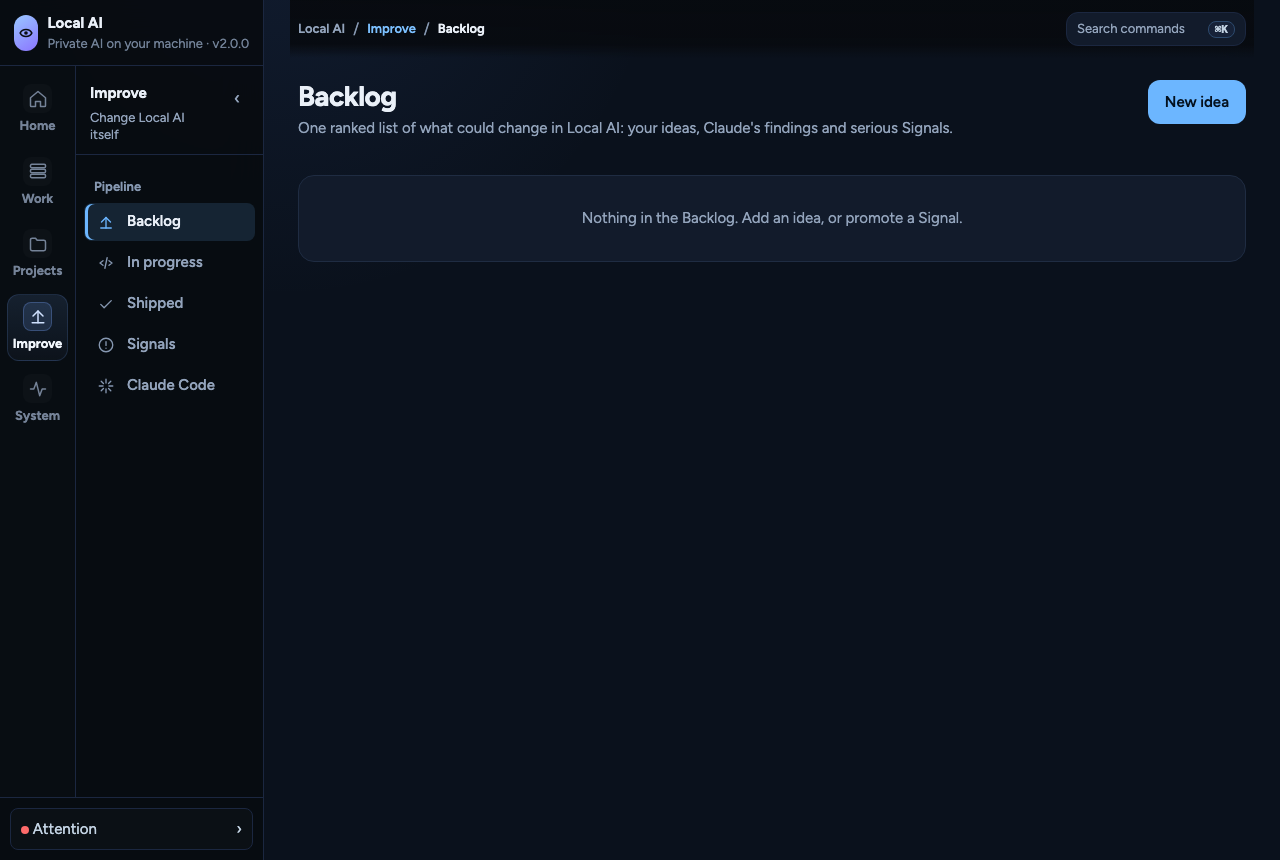 Local AI
Private AI on your machine · v2.0.0
Home
Work
Projects
Improve
System
Improve
Change Local AI
itself
‹
Pipeline
Backlog
In progress
Shipped
Signals
Claude Code
Attention
›
Local AI / Improve / Backlog
Search commands ⌘K
Backlog
One ranked list of what could change in Local AI: your ideas, Claude's findings and serious Signals.
New idea
Nothing in the Backlog. Add an idea, or promote a Signal.